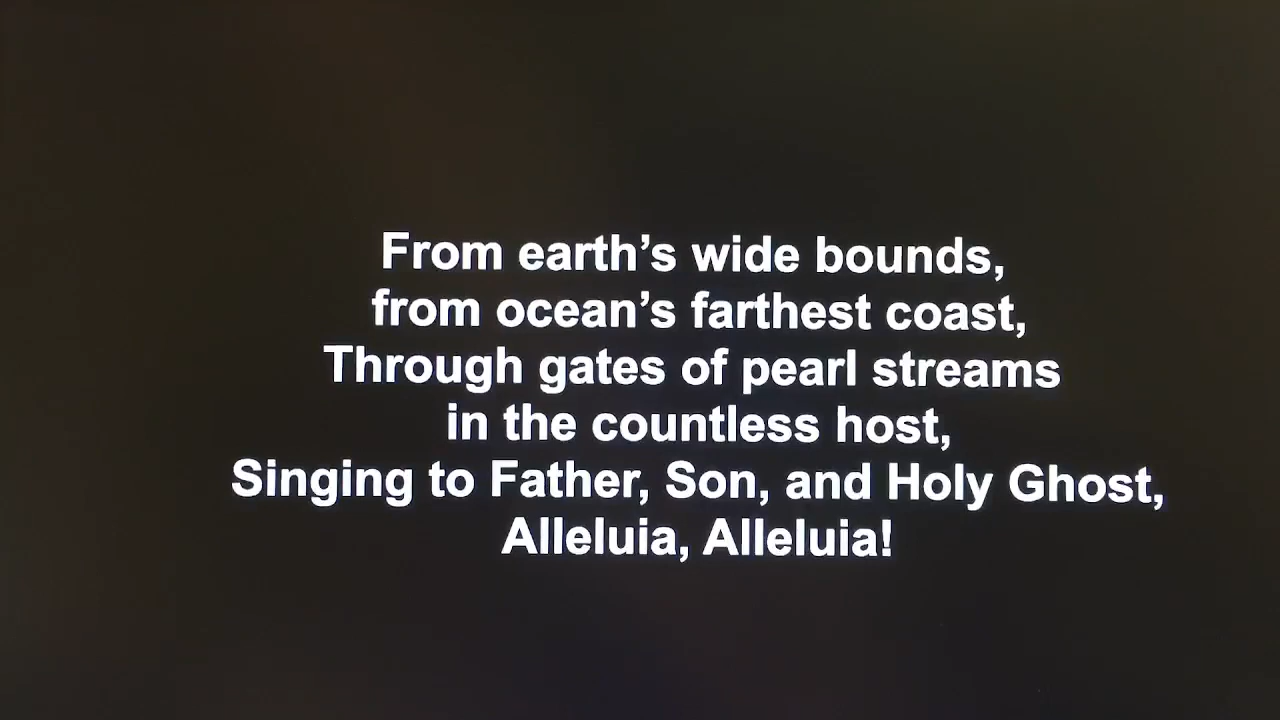 From earth’s wide bounds,
from ocean’s farthest coast,
Through gates of pearl streams
in the countless host,
Singing to Father, Son, and Holy Ghost,
Alleluia, Alleluia!